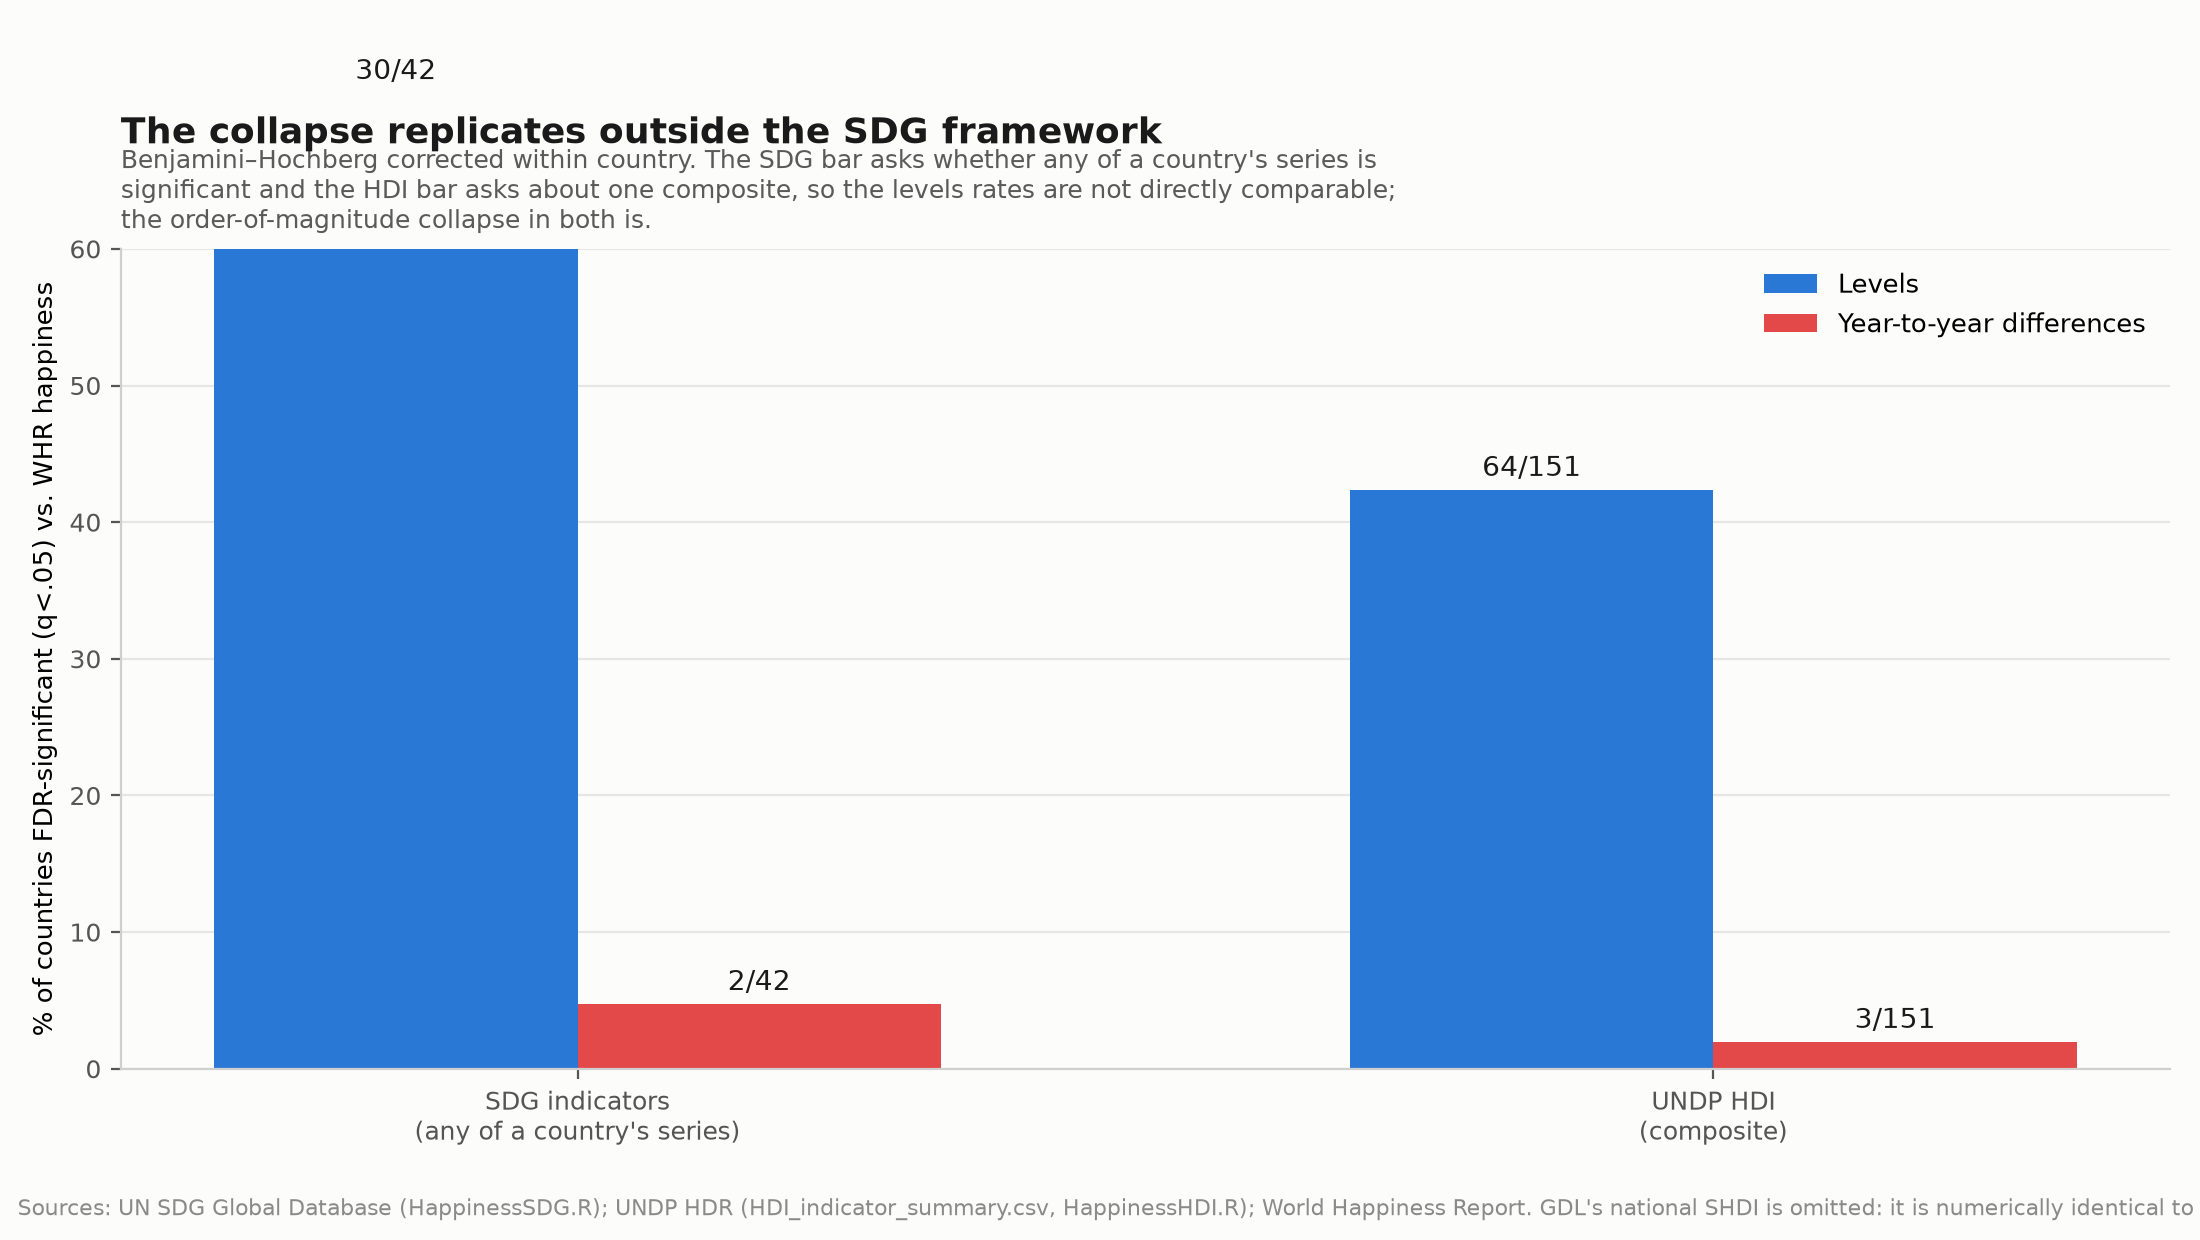 30/42
The collapse replicates outside the SDG framework
Benjamini–Hochberg corrected within country. The SDG bar asks whether any of a country's series is
significant and the HDI bar asks about one composite, so the levels rates are not directly comparable;
the order-of-magnitude collapse in both is.
% of countries FDR-significant (q<.05) vs. WHR happiness
60
50
40
30
20
10
0
Levels
Year-to-year differences
64/151
2/42
3/151
SDG indicators
(any of a country's series)
UNDP HDI
(composite)
Sources: UN SDG Global Database (HappinessSDG.R); UNDP HDR (HDI_indicator_summary.csv, HappinessHDI.R); World Happiness Report. GDL's national SHDI is omitted: it is numerically identical to